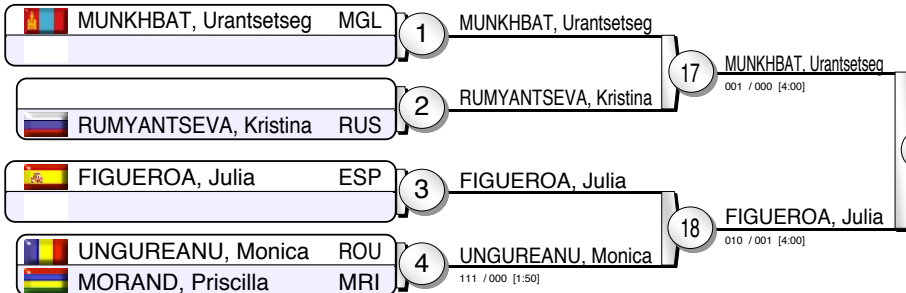 MUNKHBAT, Urantsetseg MGL
1
MUNKHBAT, Urantsetseg
17
MUNKHBAT, Urantsetseg
001 / 000 [4:00]
2
RUMYANTSEVA, Kristina
RUMYANTSEVA, Kristina RUS
FIGUEROA, Julia ESP
3
FIGUEROA, Julia
18
FIGUEROA, Julia
010 / 001 [4:00]
UNGUREANU, Monica ROU
4
UNGUREANU, Monica
111 / 000 [1:50]
MORAND, Priscilla MRI